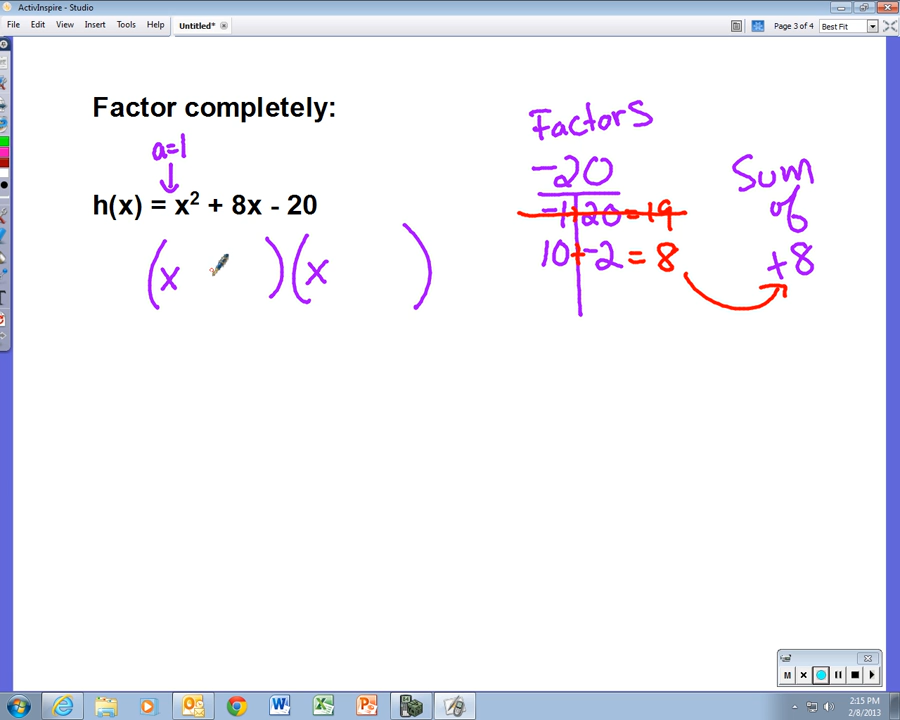 ActivInspire - Studio
File Edit View Insert Tools Help Untitled* Page 3 of 4 Best Fit
Factor completely:
a=1
h(x) = x² + 8x - 20
(x )(x )
Factors
-20
-1+20=19
10+-2=8
Sum
of
+8
M
2:15 PM
2/8/2013